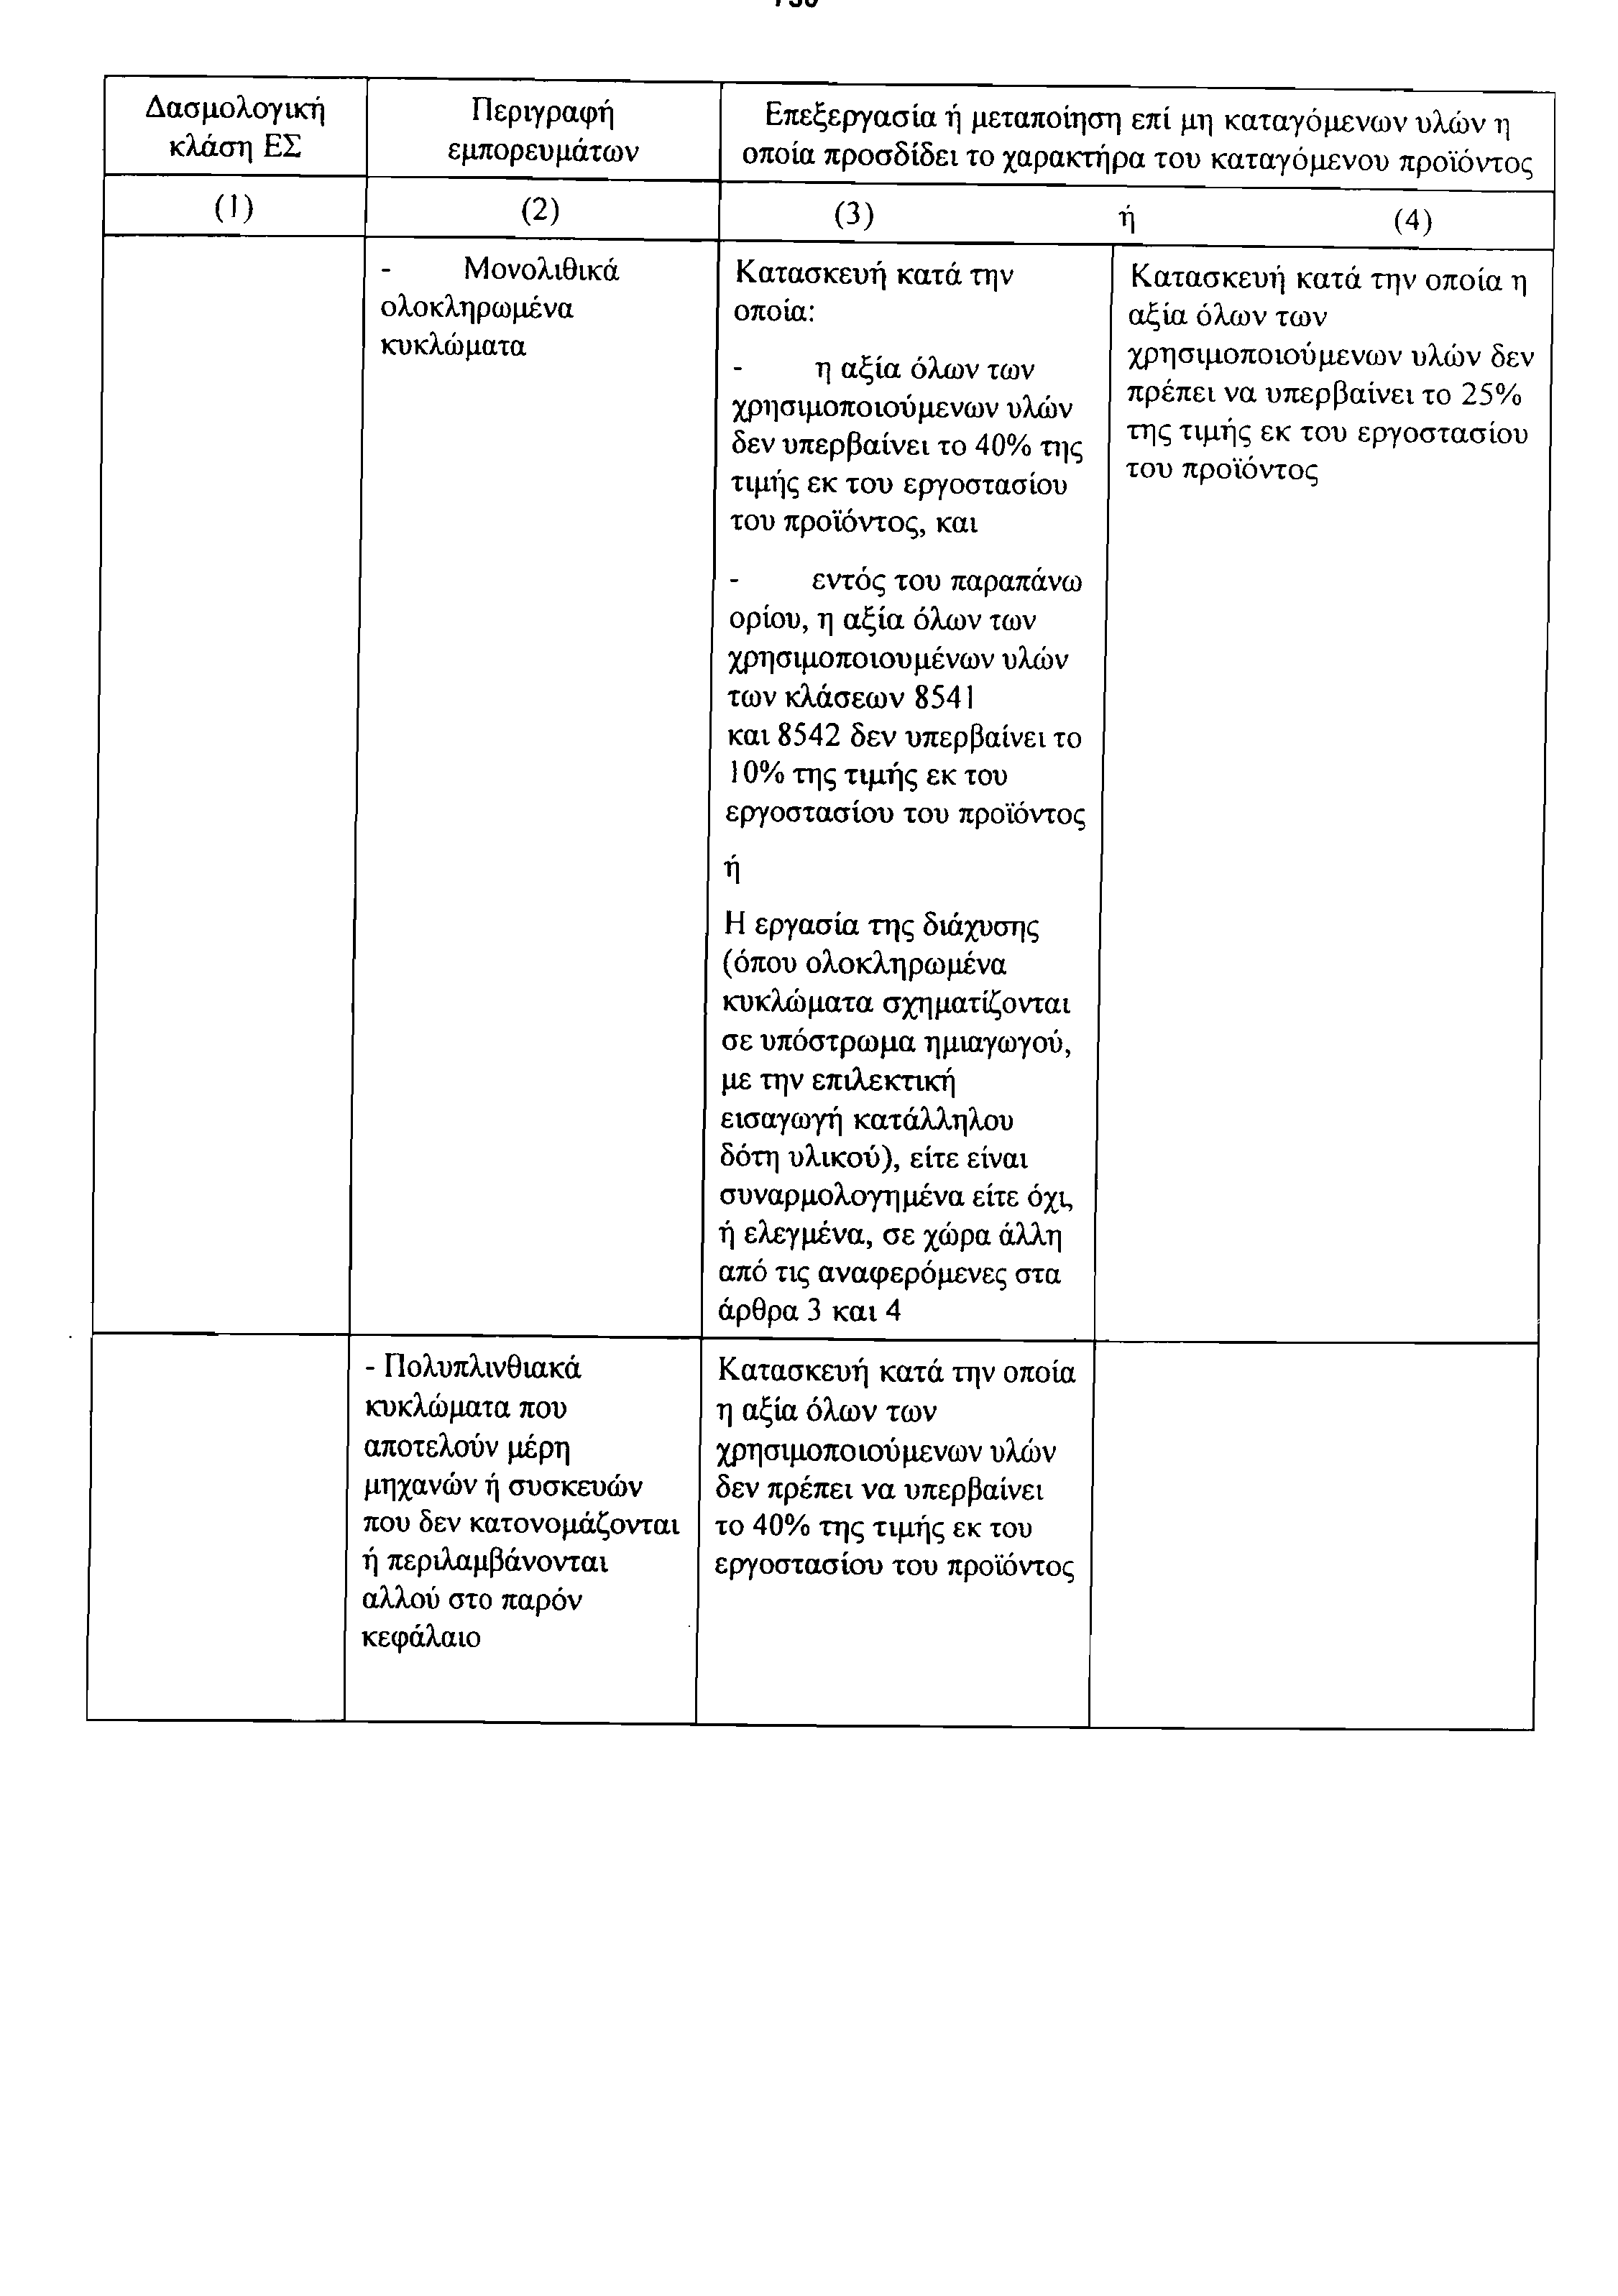 Δασμολογική
κλάση ΕΣ
Περιγραφή
εμπορευμάτων
Επεξεργασία ή μεταποίηση επί μη καταγόμενων υλών η
οποία προσδίδει το χαρακτήρα του καταγόμενου προϊόντος
(1)
(2)
(3) ή (4)
- Μονολιθικά
ολοκληρωμένα
κυκλώματα
Κατασκευή κατά την
οποία:
- η αξία όλων των
χρησιμοποιούμενων υλών
δεν υπερβαίνει το 40% της
τιμής εκ του εργοστασίου
του προϊόντος, και
- εντός του παραπάνω
ορίου, η αξία όλων των
χρησιμοποιουμένων υλών
των κλάσεων 8541
και 8542 δεν υπερβαίνει το
10% της τιμής εκ του
εργοστασίου του προϊόντος
ή
Η εργασία της διάχυσης
(όπου ολοκληρωμένα
κυκλώματα σχηματίζονται
σε υπόστρωμα ημιαγωγού,
με την επιλεκτική
εισαγωγή κατάλληλου
δότη υλικού), είτε είναι
συναρμολογημένα είτε όχι,
ή ελεγμένα, σε χώρα άλλη
από τις αναφερόμενες στα
άρθρα 3 και 4
Κατασκευή κατά την οποία η
αξία όλων των
χρησιμοποιούμενων υλών δεν
πρέπει να υπερβαίνει το 25%
της τιμής εκ του εργοστασίου
του προϊόντος
- Πολυπλινθιακά
κυκλώματα που
αποτελούν μέρη
μηχανών ή συσκευών
που δεν κατονομάζονται
ή περιλαμβάνονται
αλλού στο παρόν
κεφάλαιο
Κατασκευή κατά την οποία
η αξία όλων των
χρησιμοποιούμενων υλών
δεν πρέπει να υπερβαίνει
το 40% της τιμής εκ του
εργοστασίου του προϊόντος